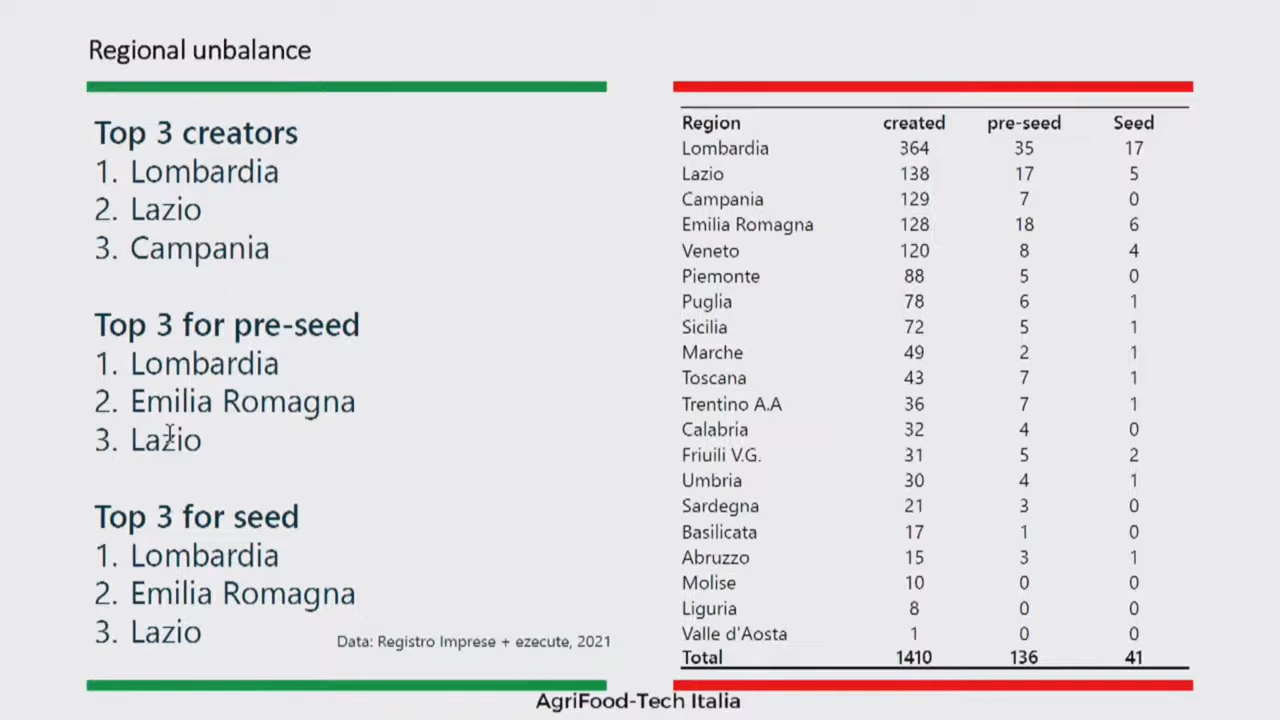 Regional unbalance
Top 3 creators
1. Lombardia
2. Lazio
3. Campania
Top 3 for pre-seed
1. Lombardia
2. Emilia Romagna
3. Lazio
Top 3 for seed
1. Lombardia
2. Emilia Romagna
3. Lazio
Data: Registro Imprese + ezecute, 2021
Region created pre-seed Seed
Lombardia 364 35 17
Lazio 138 17 5
Campania 129 7 0
Emilia Romagna 128 18 6
Veneto 120 8 4
Piemonte 88 5 0
Puglia 78 6 1
Sicilia 72 5 1
Marche 49 2 1
Toscana 43 7 1
Trentino A.A 36 7 1
Calabria 32 4 0
Friuili V.G. 31 5 2
Umbria 30 4 1
Sardegna 21 3 0
Basilicata 17 1 0
Abruzzo 15 3 1
Molise 10 0 0
Liguria 8 0 0
Valle d'Aosta 1 0 0
Total 1410 136 41
AgriFood-Tech Italia